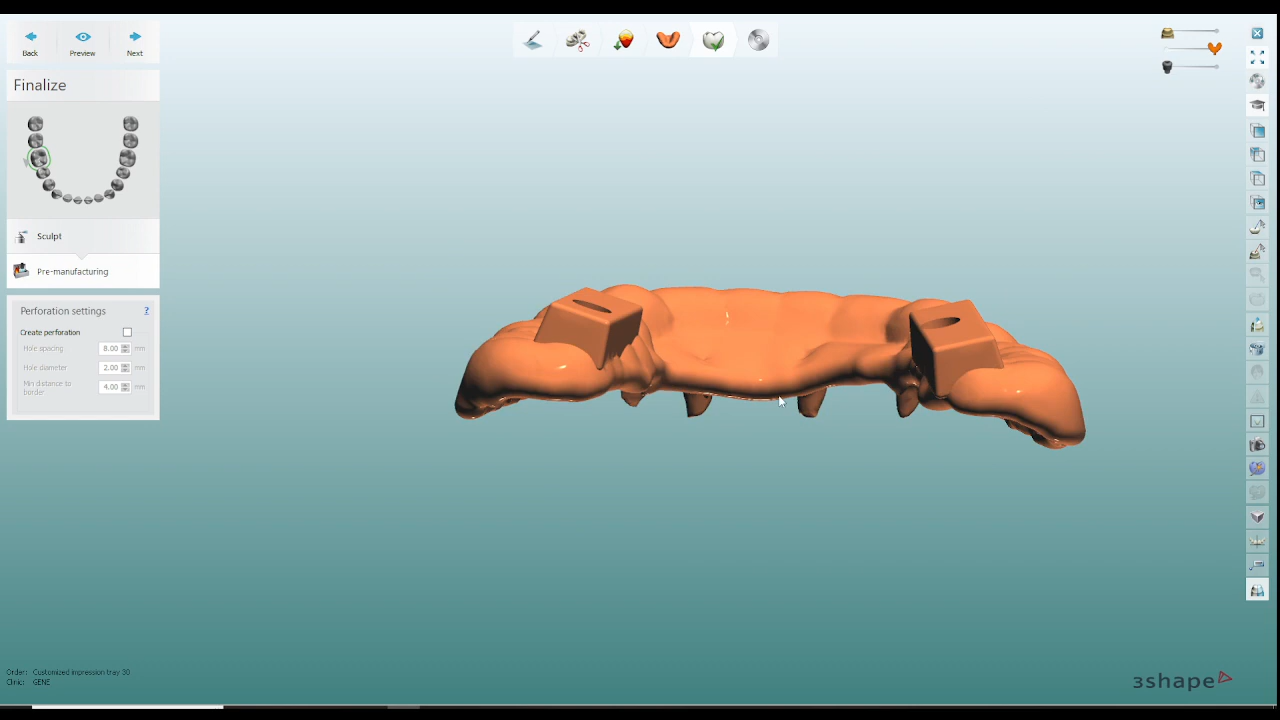 Back
Preview
Next
Finalize
Sculpt
Pre-manufacturing
Perforation settings ?
Create perforation
Hole spacing 8.00 mm
Hole diameter 2.00 mm
Min distance to 4.00 mm
border
Order: Customized impression tray 30
Clinic: GENE
3shape